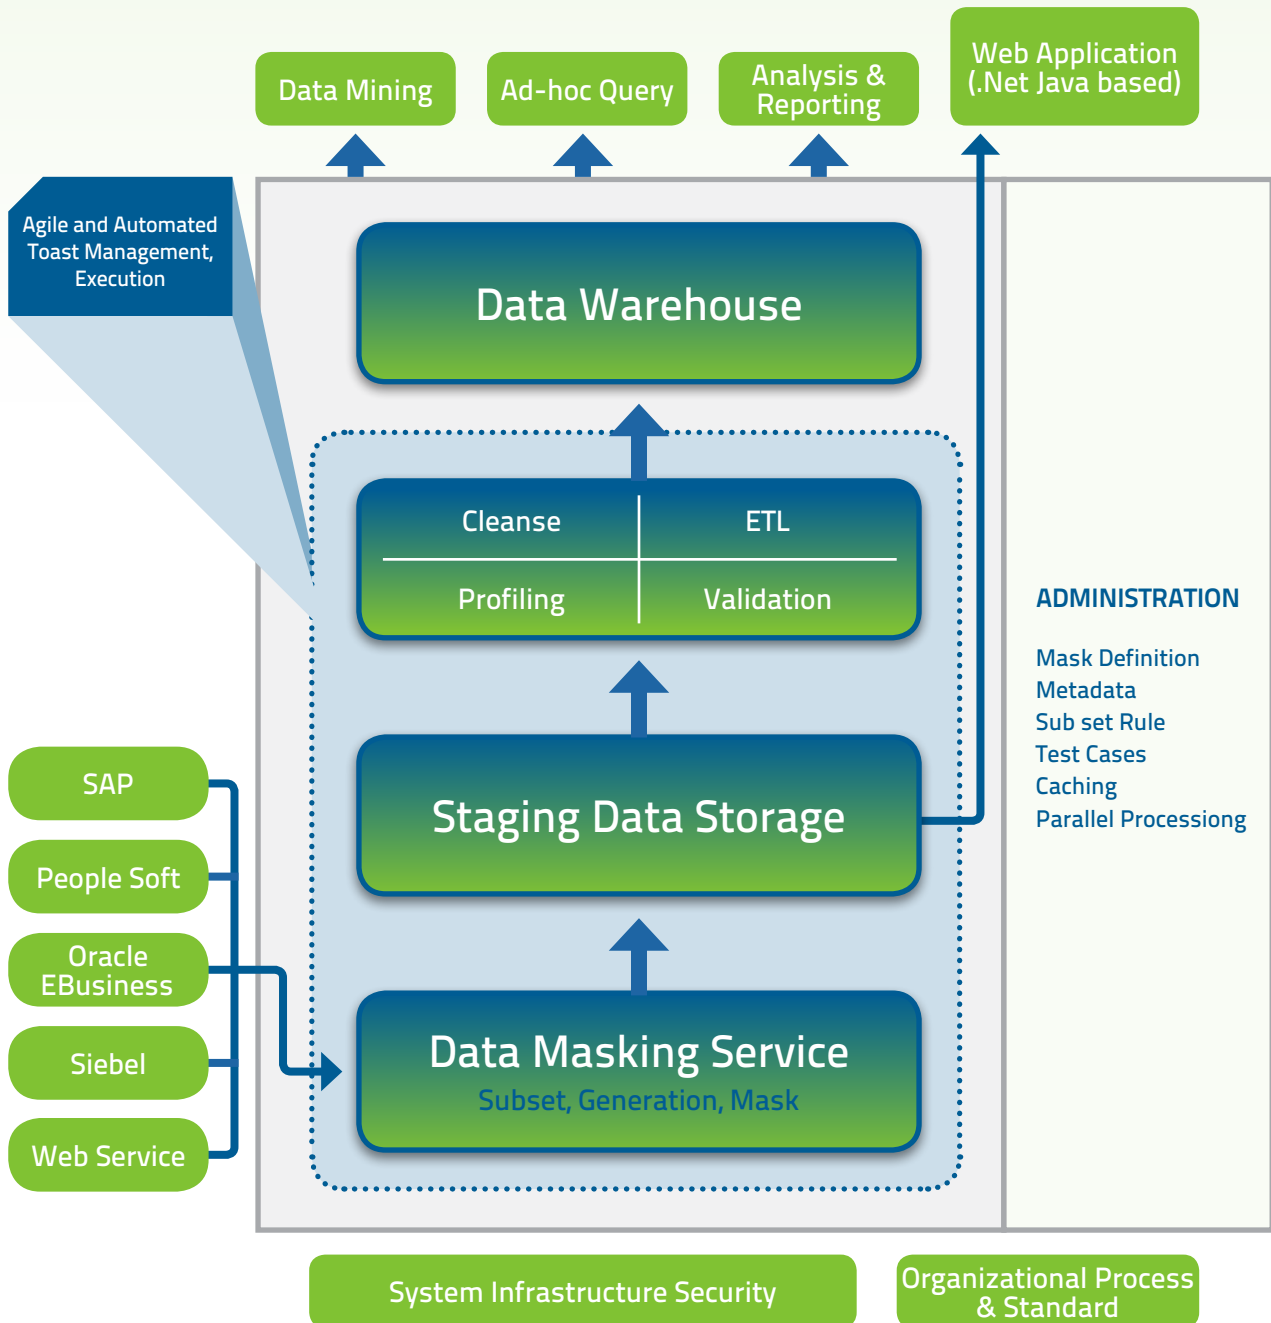 Data Mining
Ad-hoc Query
Analysis &
Reporting
Web Application
(.Net Java based)
Agile and Automated
Toast Management,
Execution
Data Warehouse
Cleanse
ETL
Profiling
Validation
Staging Data Storage
Data Masking Service
Subset, Generation, Mask
SAP
People Soft
Oracle
EBusiness
Siebel
Web Service
ADMINISTRATION
Mask Definition
Metadata
Sub set Rule
Test Cases
Caching
Parallel Processiong
System Infrastructure Security
Organizational Process
& Standard